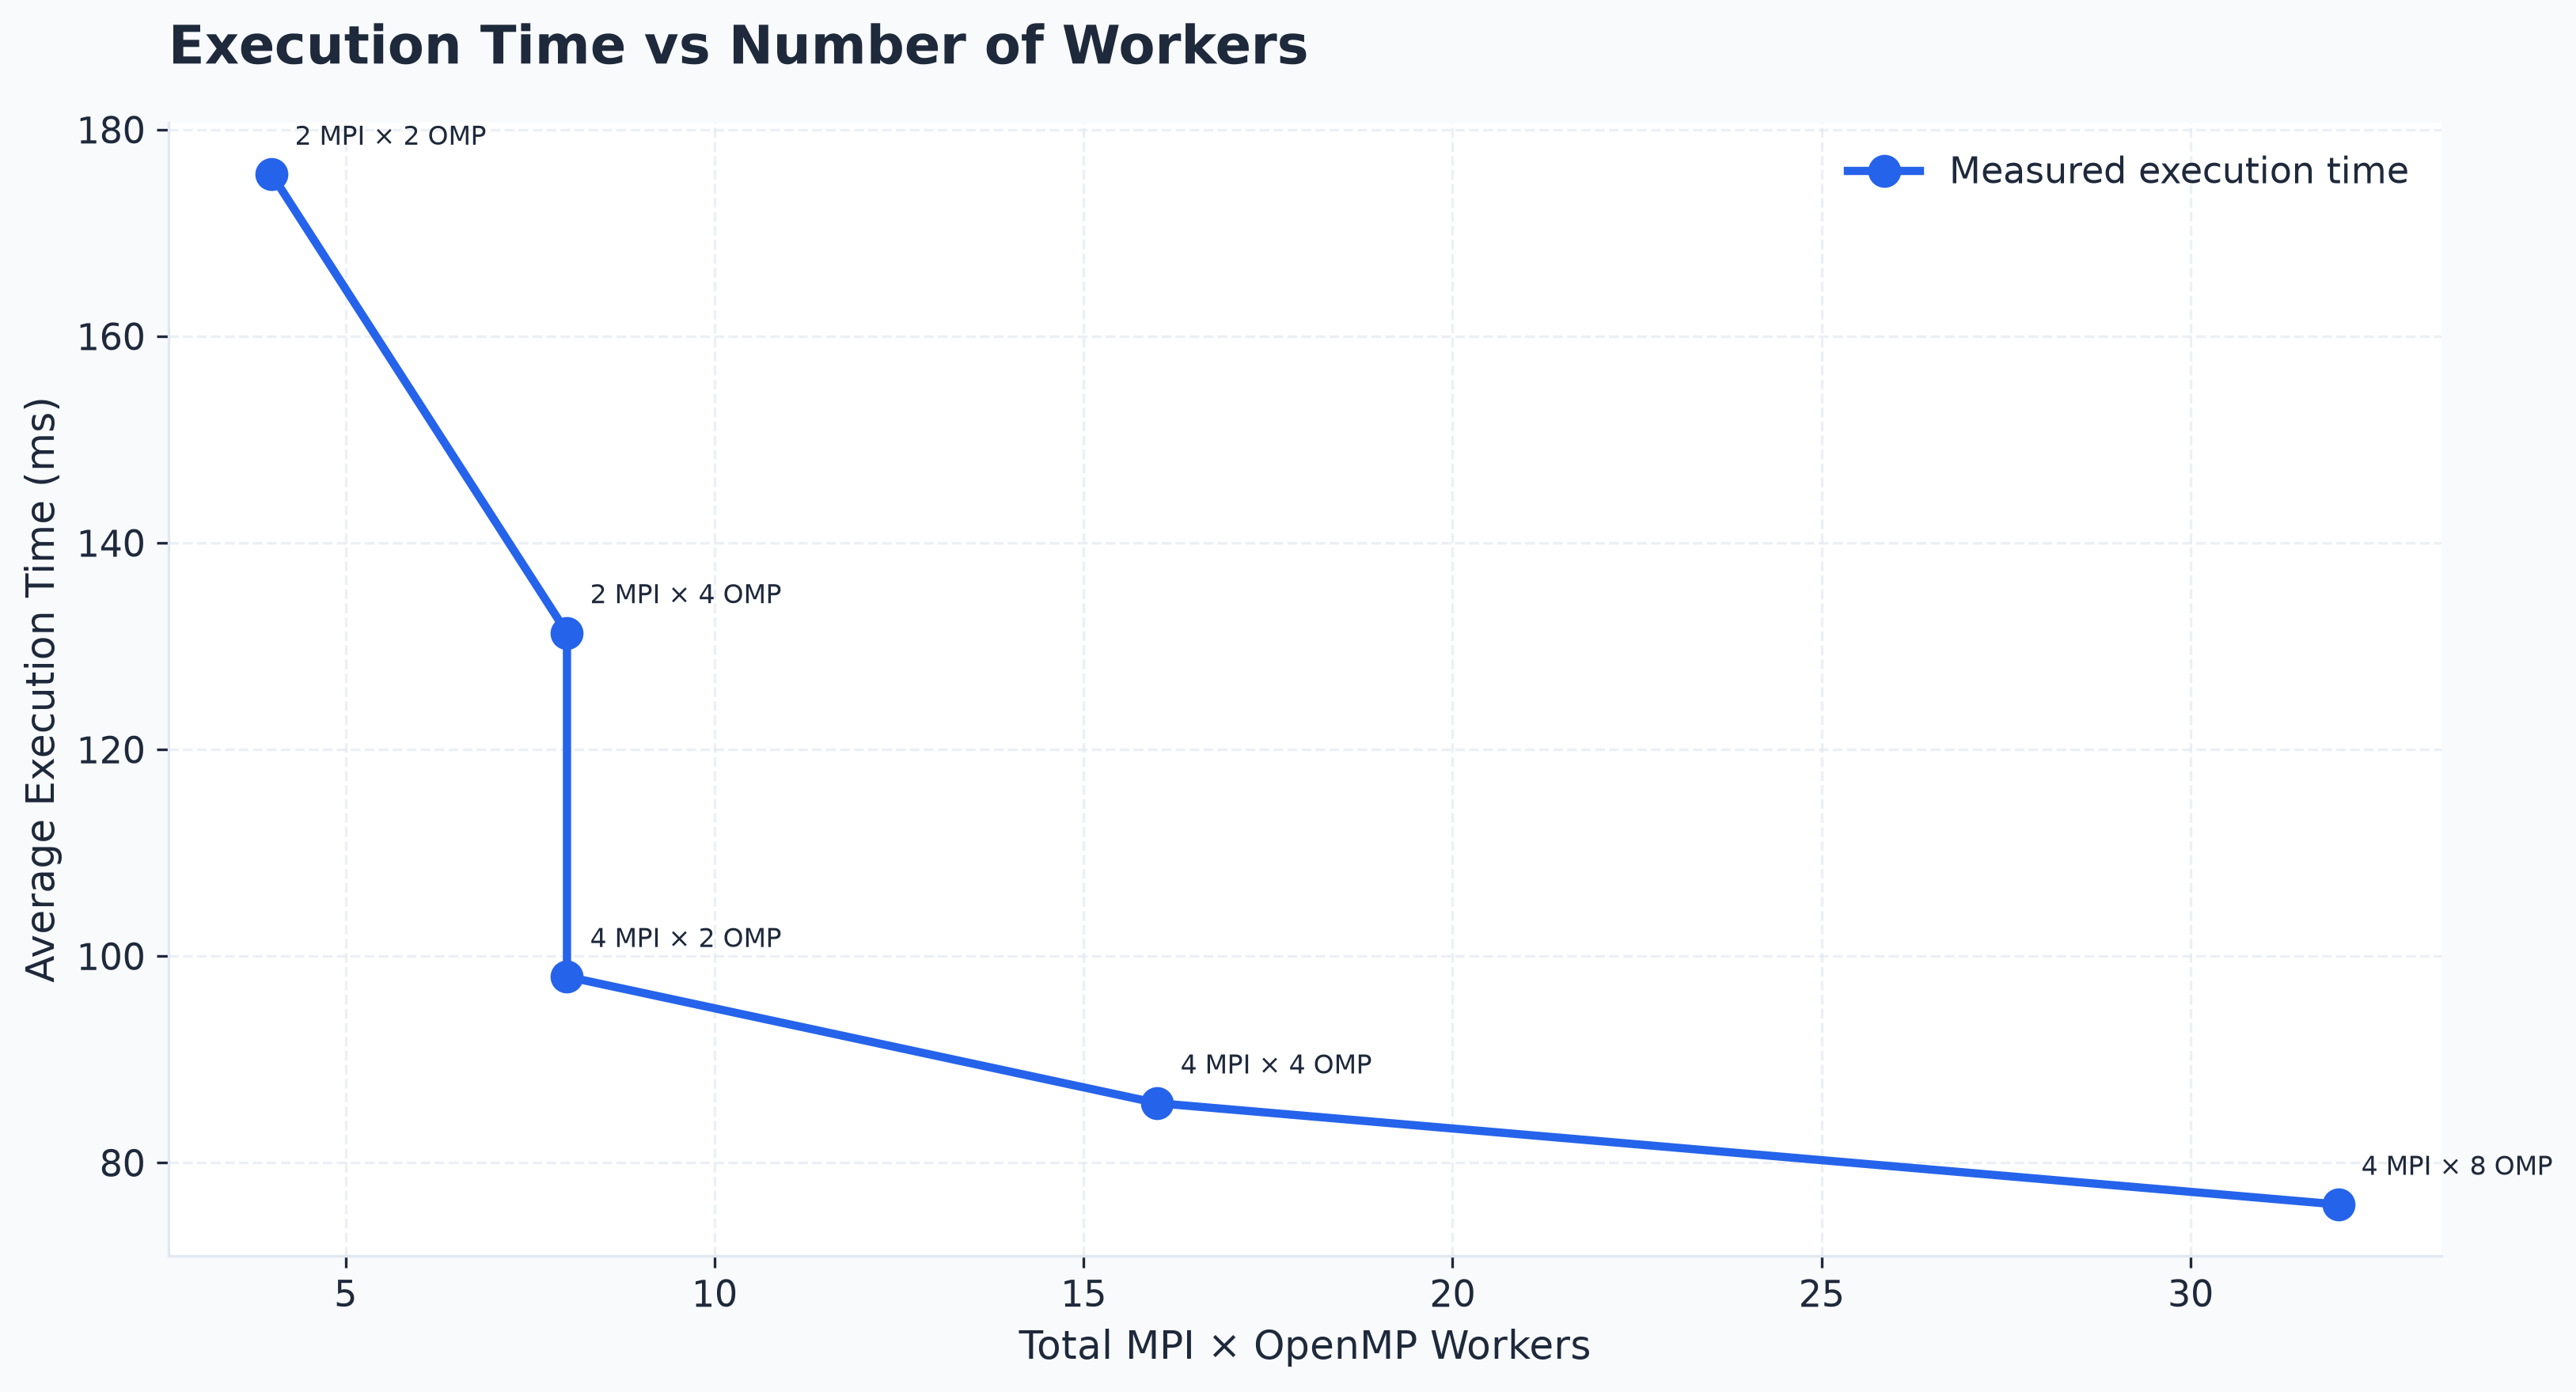 Execution Time vs Number of Workers
Measured execution time
Average Execution Time (ms)
180
160
140
120
100
80
2 MPI × 2 OMP
2 MPI × 4 OMP
4 MPI × 2 OMP
4 MPI × 4 OMP
4 MPI × 8 OMP
5 10 15 20 25 30
Total MPI × OpenMP Workers